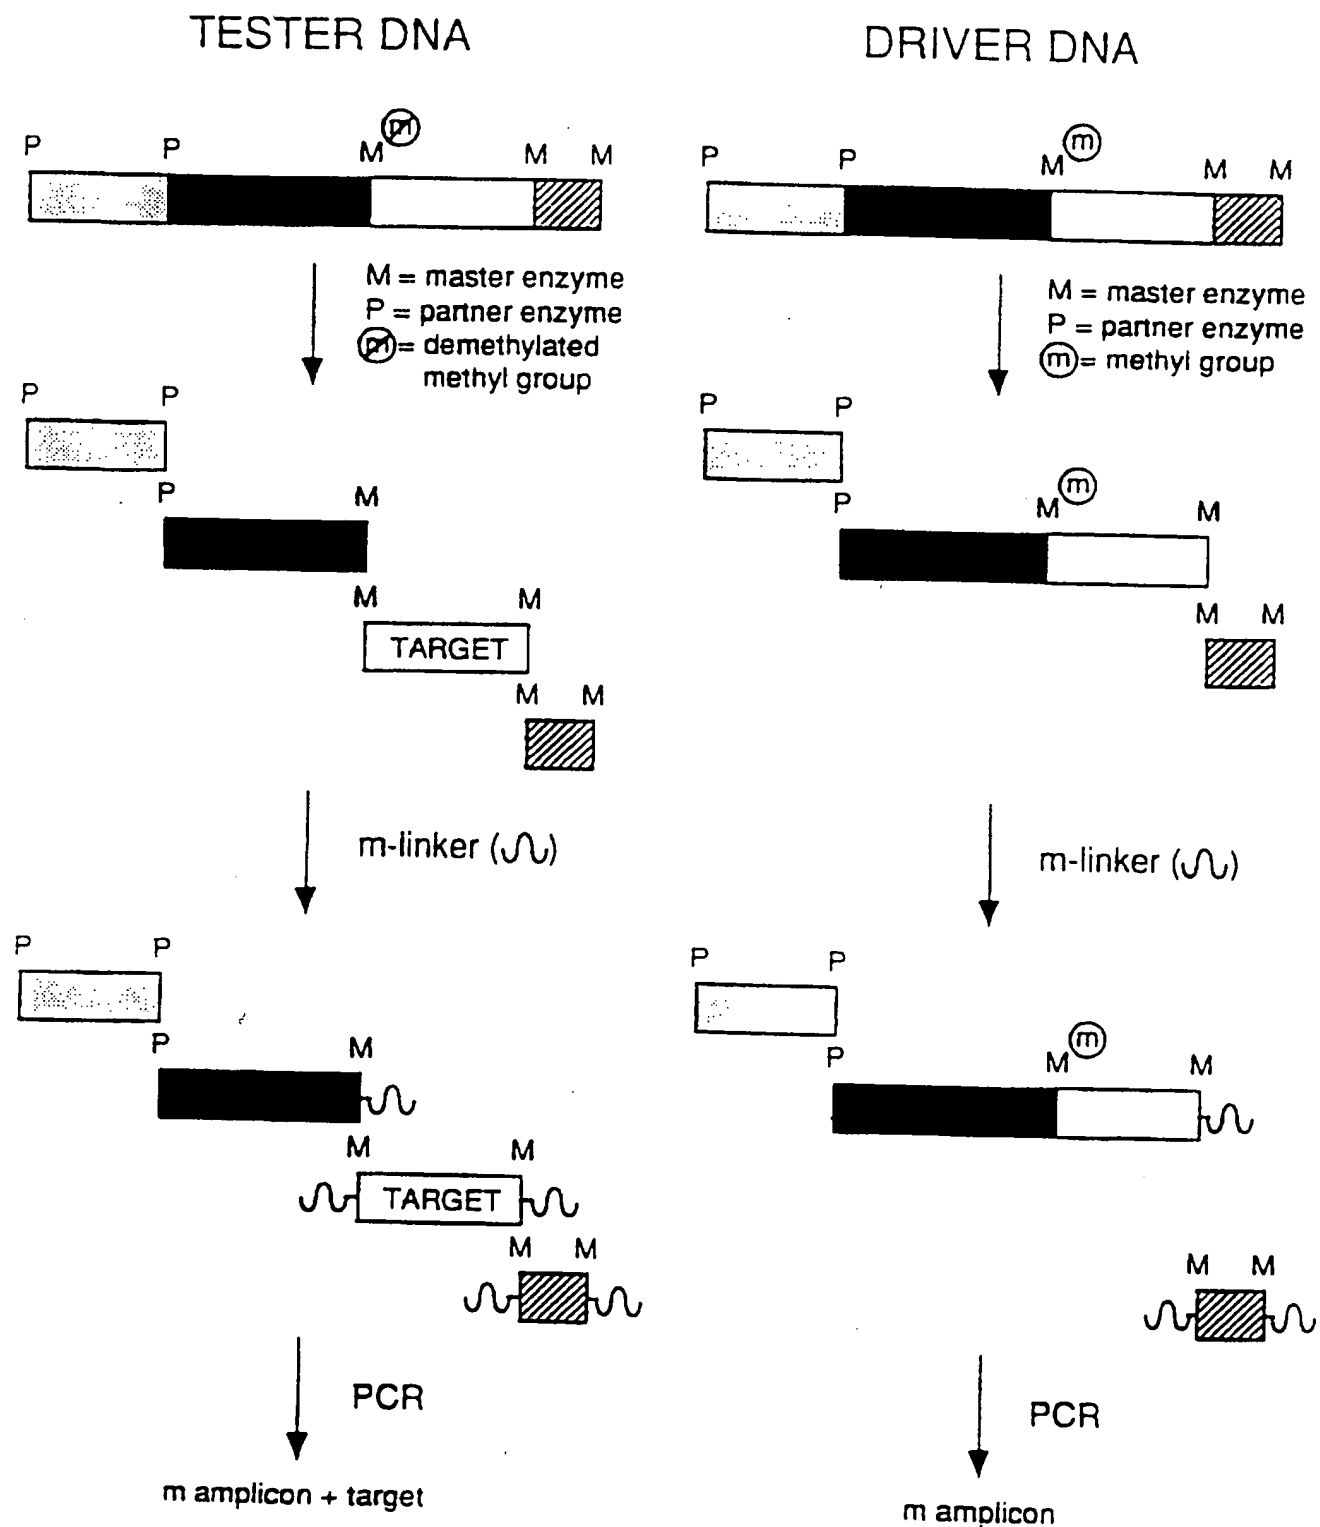 TESTER DNA
DRIVER DNA
P P M m M M
P P M m M M
M = master enzyme
P = partner enzyme
m = demethylated
methyl group
M = master enzyme
P = partner enzyme
m = methyl group
P P
P M
M M
TARGET
M M
P P
P M m M
M M
m-linker ( )
m-linker ( )
P P
P M
M M
TARGET
M M
P P
P M m M
M M
PCR
PCR
m amplicon + target
m amplicon